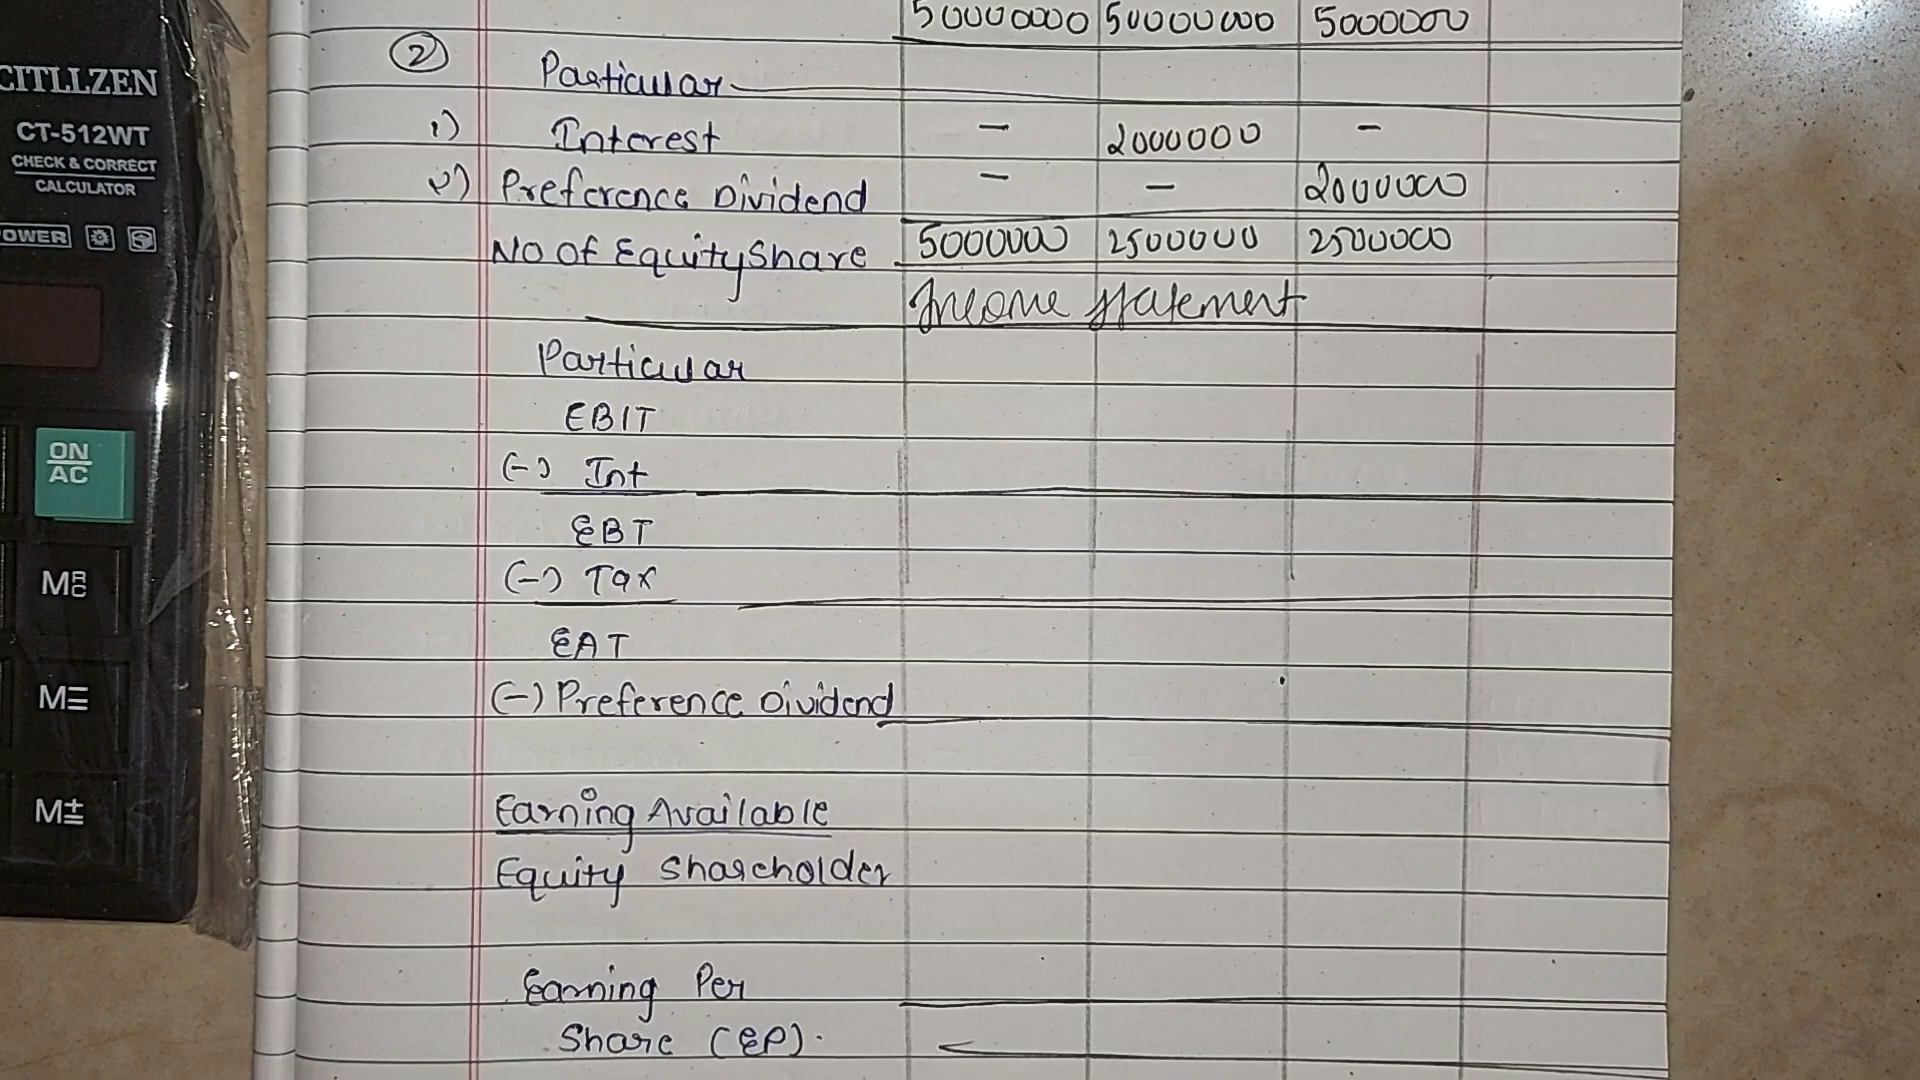 50000000 50000000 5000000
② Particular
1) Interest - 2000000 -
2) Preference Dividend - - 2000000
No of Equity Share 5000000 2500000 2500000
Income statement
Particular
EBIT
(-) Int
EBT
(-) Tax
EAT
(-) Preference Dividend
Earning Available
Equity Shareholder
Earning Per
Share (EP).
CITLLZEN
CT-512WT
CHECK & CORRECT
CALCULATOR
POWER
ON
AC
MRC
M=
M±